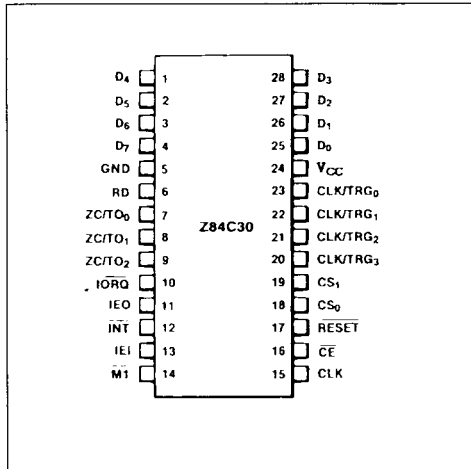 D4 1 28 D3
D5 2 27 D2
D6 3 26 D1
D7 4 25 D0
GND 5 24 VCC
RD 6 23 CLK/TRG0
ZC/TO0 7 22 CLK/TRG1
Z84C30
ZC/TO1 8 21 CLK/TRG2
ZC/TO2 9 20 CLK/TRG3
IORQ 10 19 CS1
IEO 11 18 CS0
INT 12 17 RESET
IEI 13 16 CE
M1 14 15 CLK